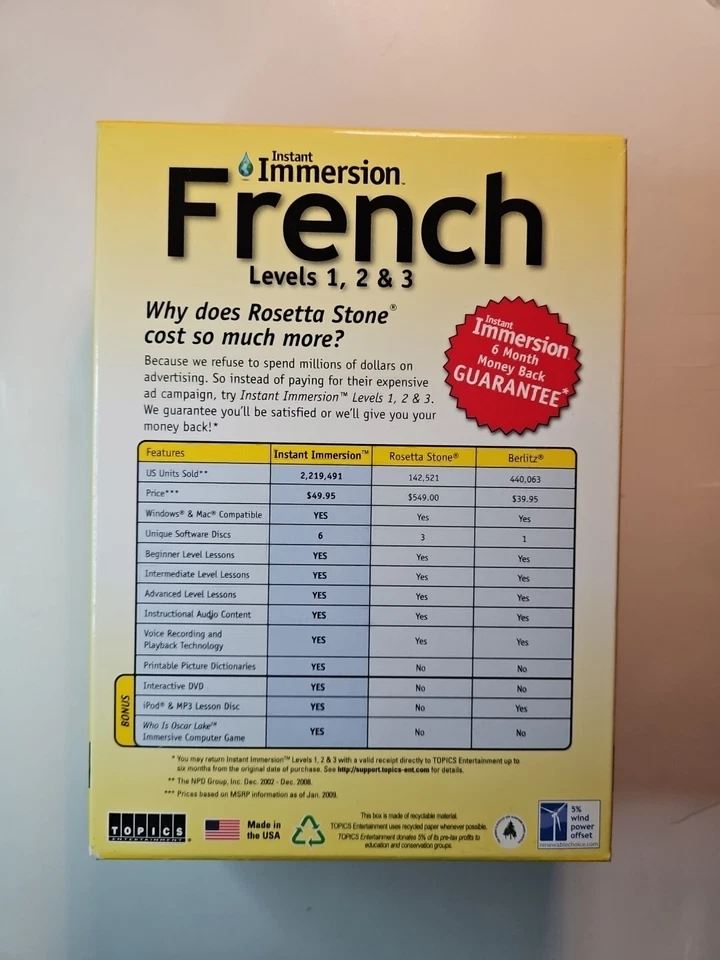 Instant
Immersion™
French
Levels 1, 2 & 3
Why does Rosetta Stone®
cost so much more?
Because we refuse to spend millions of dollars on
advertising. So instead of paying for their expensive
ad campaign, try Instant Immersion™ Levels 1, 2 & 3.
We guarantee you'll be satisfied or we'll give you your
money back!*
Instant
Immersion
6 Month
Money Back
GUARANTEE*
Features Instant Immersion™ Rosetta Stone® Berlitz®
US Units Sold** 2,219,491 142,521 440,063
Price*** $49.95 $549.00 $39.95
Windows® & Mac® Compatible YES Yes Yes
Unique Software Discs 6 3 1
Beginner Level Lessons YES Yes Yes
Intermediate Level Lessons YES Yes Yes
Advanced Level Lessons YES Yes Yes
Instructional Audio Content YES Yes Yes
Voice Recording and
Playback Technology YES Yes Yes
Printable Picture Dictionaries YES No No
BONUS
Interactive DVD YES No No
iPod® & MP3 Lesson Disc YES No Yes
Who Is Oscar Lake™
Immersive Computer Game YES No No
* You may return Instant Immersion™ Levels 1, 2 & 3 with a valid receipt directly to TOPICS Entertainment up to
six months from the original date of purchase. See http://support.topics-ent.com for details.
** The NPD Group, Inc. Dec. 2002 - Dec. 2008.
*** Prices based on MSRP information as of Jan. 2009.
TOPICS
ENTERTAINMENT®
Made in
the USA
This box is made of recyclable material.
TOPICS Entertainment uses recycled paper whenever possible.
TOPICS Entertainment donates 5% of its pre-tax profits to
education and conservation groups.
5%
wind
power
offset
renewablechoice.com